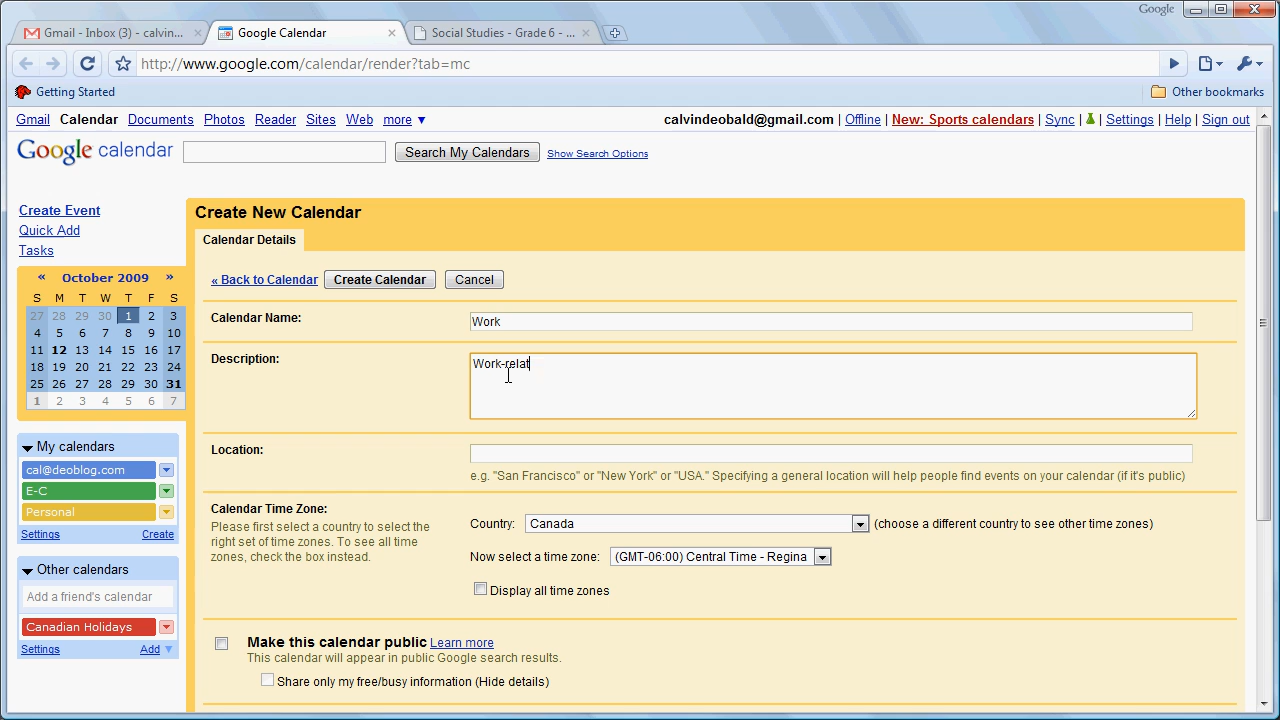 Google
Gmail - Inbox (3) - calvin...
Google Calendar
Social Studies - Grade 6 - ...
http://www.google.com/calendar/render?tab=mc
Getting Started
Other bookmarks
Gmail Calendar Documents Photos Reader Sites Web more ▼
calvindeobald@gmail.com | Offline | New: Sports calendars | Sync | | Settings | Help | Sign out
Google calendar
Search My Calendars
Show Search Options
Create Event
Quick Add
Tasks
« October 2009 »
S M T W T F S
27 28 29 30 1 2 3
4 5 6 7 8 9 10
11 12 13 14 15 16 17
18 19 20 21 22 23 24
25 26 27 28 29 30 31
1 2 3 4 5 6 7
My calendars
cal@deoblog.com
E-C
Personal
Settings Create
Other calendars
Add a friend's calendar
Canadian Holidays
Settings Add ▼
Create New Calendar
Calendar Details
« Back to Calendar Create Calendar Cancel
Calendar Name: Work
Description: Work-relat
Location:
e.g. "San Francisco" or "New York" or "USA." Specifying a general location will help people find events on your calendar (if it's public)
Calendar Time Zone:
Please first select a country to select the
right set of time zones. To see all time
zones, check the box instead.
Country: Canada (choose a different country to see other time zones)
Now select a time zone: (GMT-06:00) Central Time - Regina
Display all time zones
Make this calendar public Learn more
This calendar will appear in public Google search results.
Share only my free/busy information (Hide details)